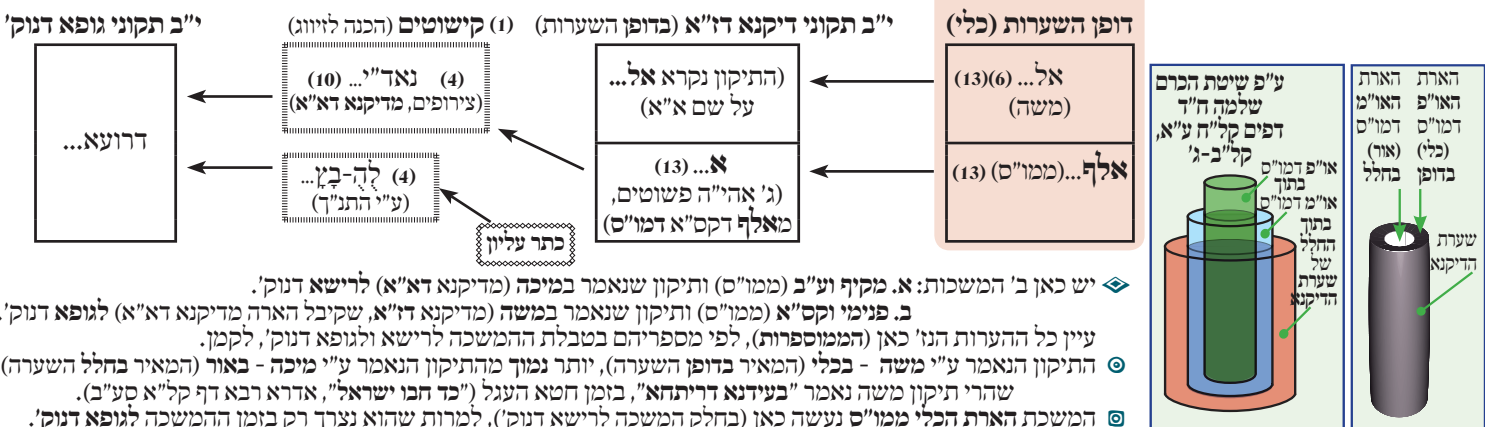 דופן השערות (כלי)
י"ב תקוני דיקנא דז"א (בדופן השערות)
(1) קישוטים (הכנה לזיווג)
י"ב תקוני גופא דנוק'
אל... (6)(13)
(משה)
אלף...(ממו"ס) (13)
(התיקון נקרא אל...
על שם א"א)
א... (13)
(ג' אהי"ה פשוטים,
מאלף דקס"א דמו"ס)
(4) נאד"י... (10)
(צירופים, מדיקנא דא"א)
(4) לְהַ-בָץ...
(ע"י התנ"ך)
כתר עליון
דרועא...
הארת
האו"פ
דמו"ס
(כלי)
בדופן
הארת
האו"מ
דמו"ס
(אור)
בחלל
שערת
הדיקנא
ע"פ שיטת הכרם
שלמה ח"ד
דפים קל"ח ע"א,
קל"ב-ג'
או"פ דמו"ס
בתוך
או"מ דמו"ס
בתוך
החלל
של
שערת
הדיקנא
יש כאן ב' המשכות: א. מקיף וע"ב (ממו"ס) ותיקון שנאמר במיכה (מדיקנא דא"א) לרישא דנוק'.
ב. פנימי וקס"א (ממו"ס) ותיקון שנאמר במשה (מדיקנא דז"א, שקיבל הארה מדיקנא דא"א) לגופא דנוק'.
עיין כל ההערות הנז' כאן (הממוספרות), לפי מספריהם בטבלת ההמשכה לרישא ולגופא דנוק', לקמן.
התיקון הנאמר ע"י משה - בכלי (המאיר בדופן השערה), יותר נמוך מהתיקון הנאמר ע"י מיכה - באור (המאיר בחלל השערה)
שהרי תיקון משה נאמר "בעידנא דריתחא", בזמן חטא העגל ("כד חבו ישראל", אדרא רבא דף קל"א סע"ב).
המשכת הארת הכלי ממו"ס נעשה כאן (בחלק המשכה לרישא דנוק'), למרות שהוא נצרך רק בזמן ההמשכה לגופא דנוק'.